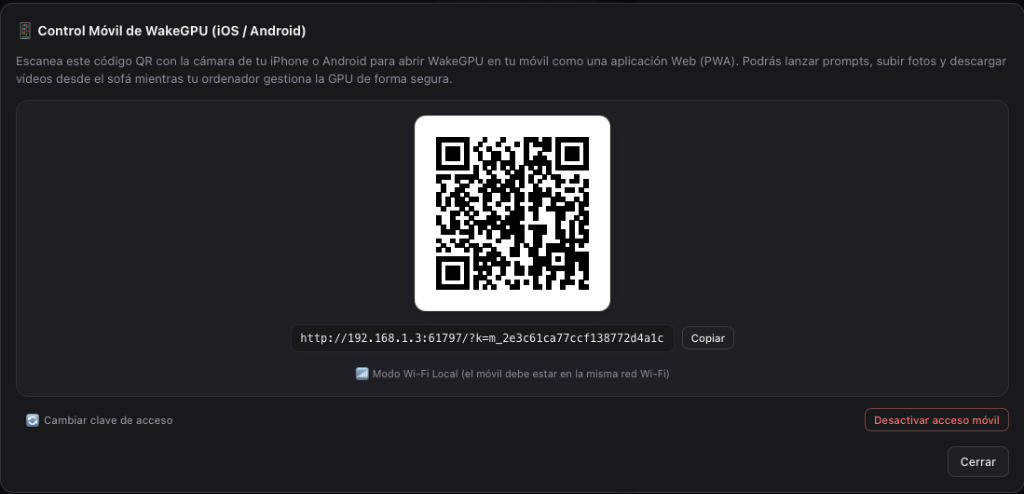 Control Móvil de WakeGPU (iOS / Android)
Escanea este código QR con la cámara de tu iPhone o Android para abrir WakeGPU en tu móvil como una aplicación Web (PWA). Podrás lanzar prompts, subir fotos y descargar
vídeos desde el sofá mientras tu ordenador gestiona la GPU de forma segura.
http://192.168.1.3:61797/?k=m_2e3c61ca77ccf138772d4a1c
Copiar
Modo Wi-Fi Local (el móvil debe estar en la misma red Wi-Fi)
Cambiar clave de acceso
Desactivar acceso móvil
Cerrar